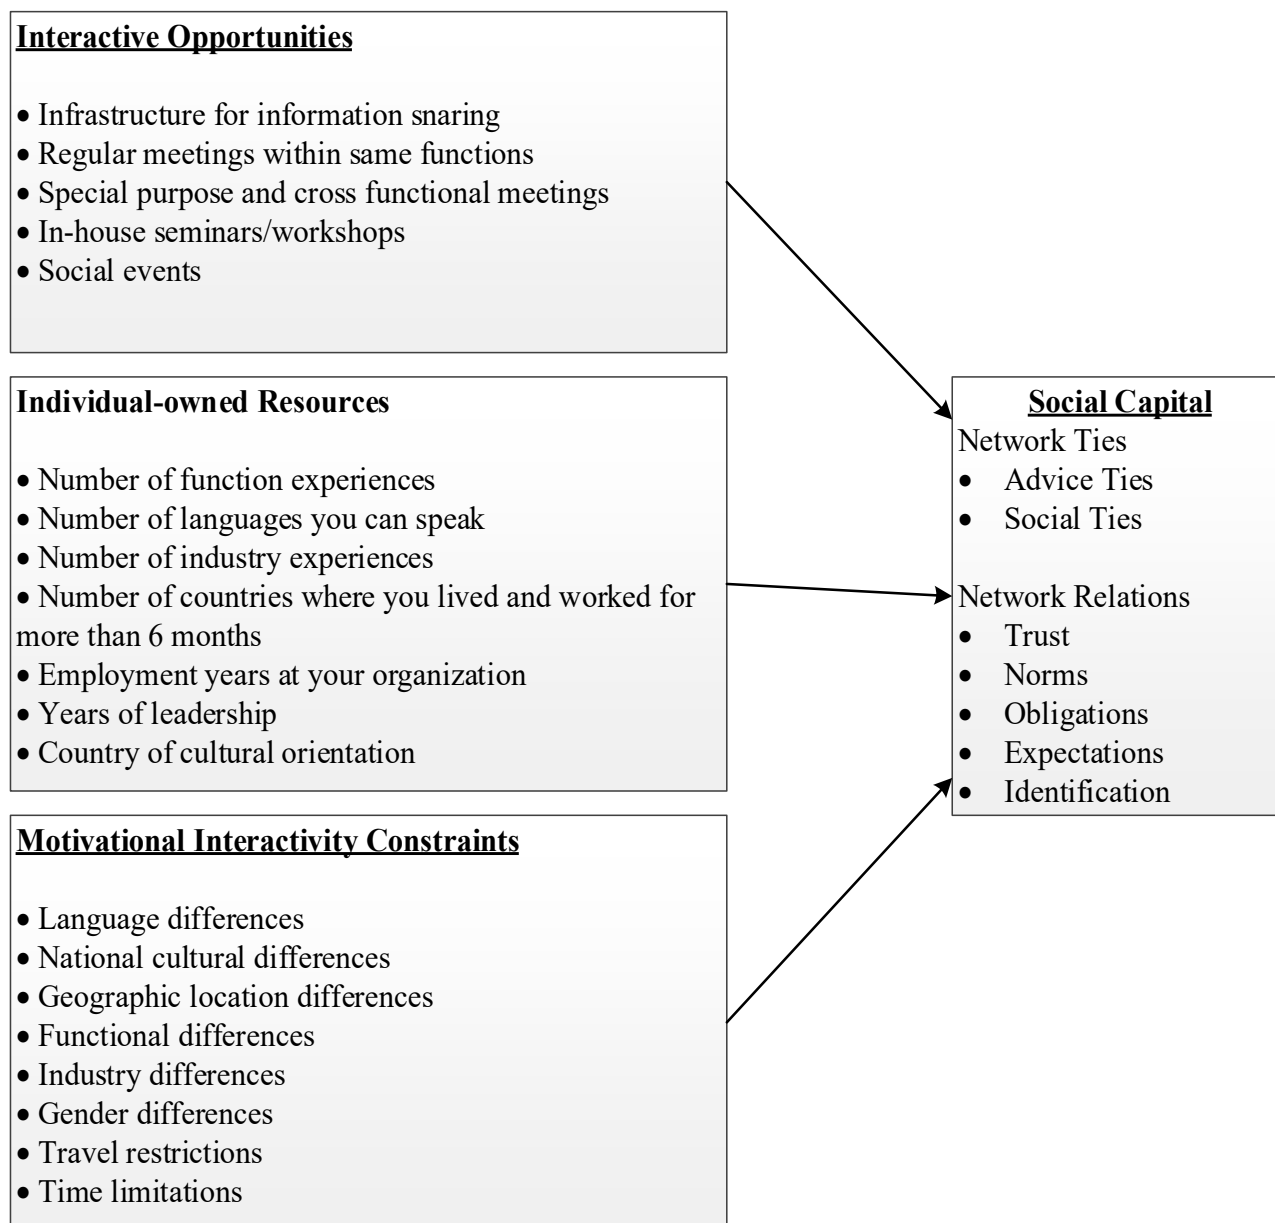 Interactive Opportunities
• Infrastructure for information snaring
• Regular meetings within same functions
• Special purpose and cross functional meetings
• In-house seminars/workshops
• Social events
Individual-owned Resources
• Number of function experiences
• Number of languages you can speak
• Number of industry experiences
• Number of countries where you lived and worked for
more than 6 months
• Employment years at your organization
• Years of leadership
• Country of cultural orientation
Motivational Interactivity Constraints
• Language differences
• National cultural differences
• Geographic location differences
• Functional differences
• Industry differences
• Gender differences
• Travel restrictions
• Time limitations
Social Capital
Network Ties
• Advice Ties
• Social Ties
Network Relations
• Trust
• Norms
• Obligations
• Expectations
• Identification